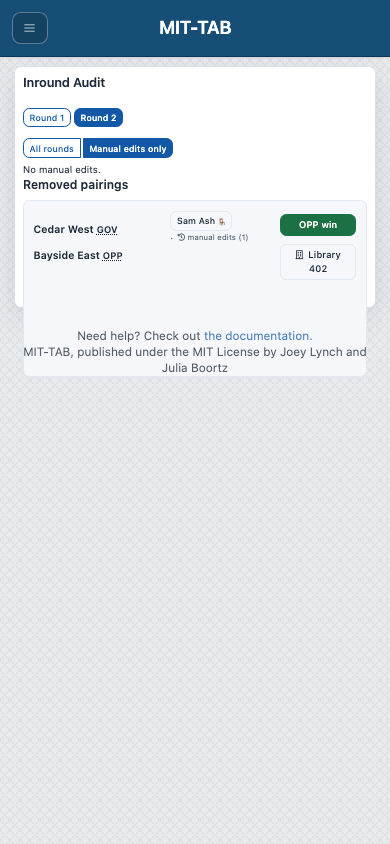 MIT-TAB
Inround Audit
Round 1
Round 2
All rounds
Manual edits only
No manual edits.
Removed pairings
Cedar West GOV
Sam Ash
· manual edits (1)
OPP win
Bayside East OPP
Library
402
Need help? Check out the documentation.
MIT-TAB, published under the MIT License by Joey Lynch and
Julia Boortz